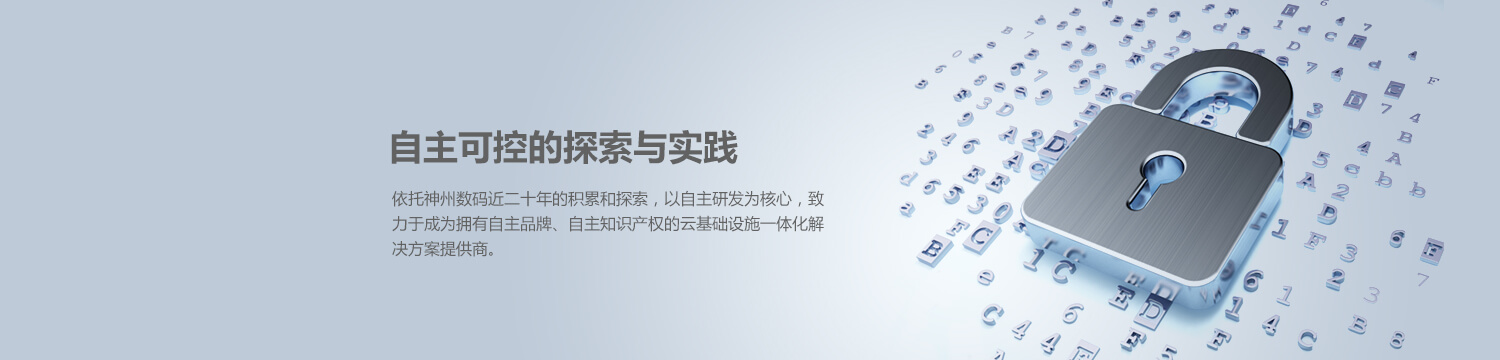 自主可控的探索与实践
依托神州数码近二十年的积累和探索，以自主研发为核心，致
力于成为拥有自主品牌、自主知识产权的云基础设施一体化解
决方案提供商。